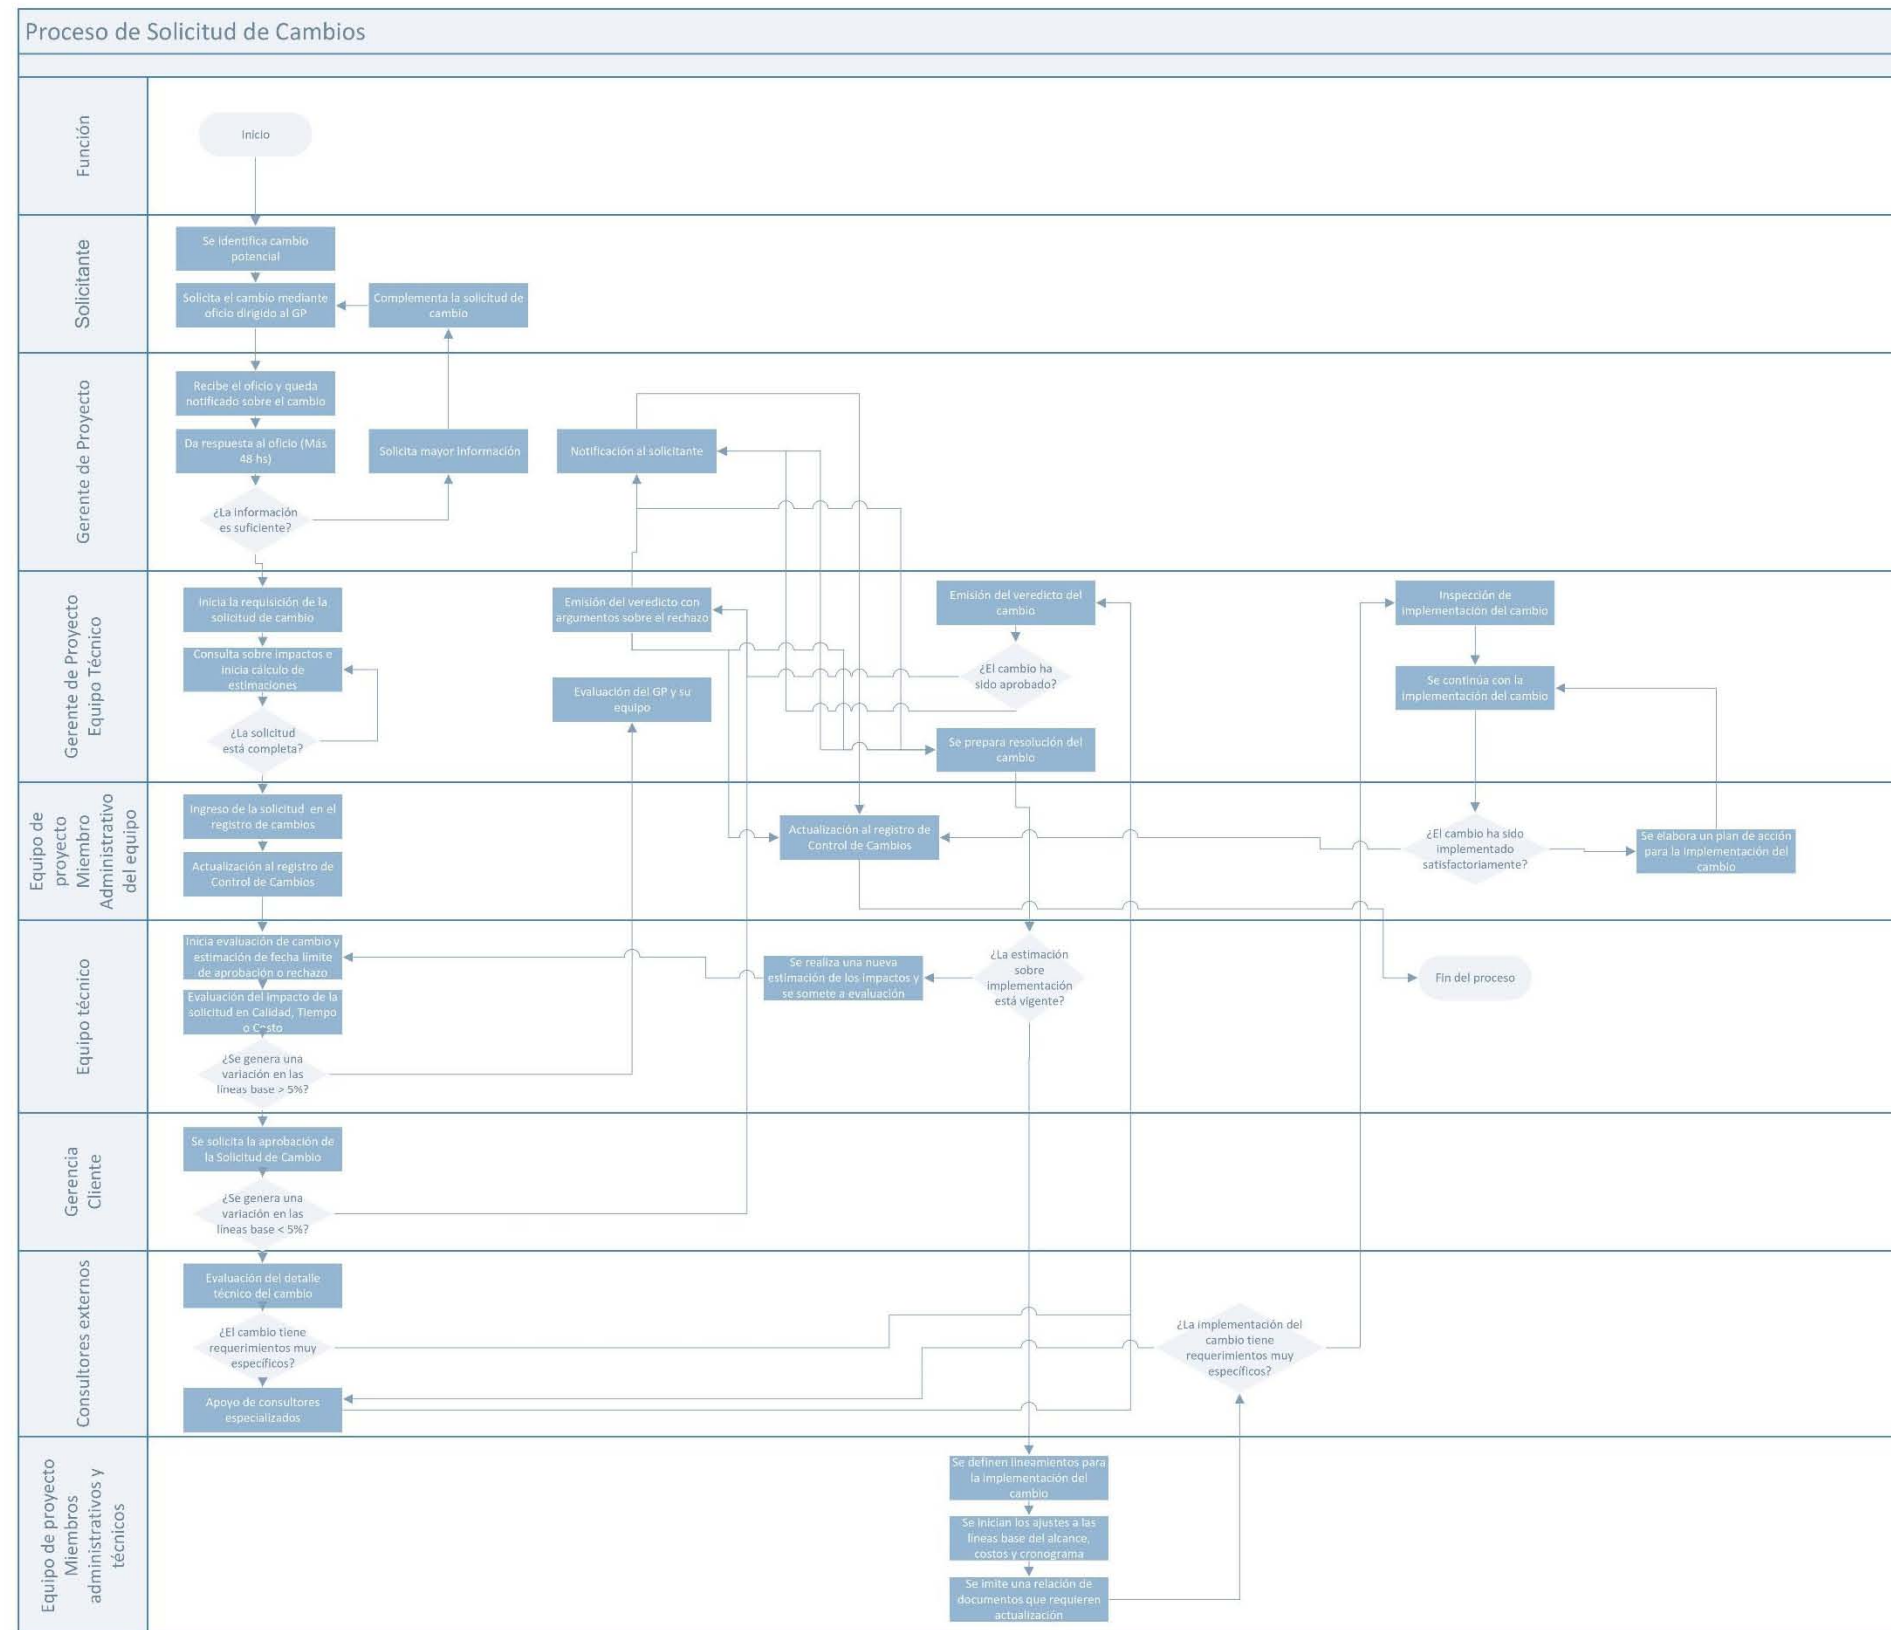 Proceso de Solicitud de Cambios
Función
Inicio
Solicitante
Se identifica cambio
potencial
Solicita el cambio mediante
oficio dirigido al GP
Complementa la solicitud de
cambio
Gerente de Proyecto
Recibe el oficio y queda
notificado sobre el cambio
Da respuesta al oficio (Más
48 hs)
Solicita mayor Información
Notificación al solicitante
¿La información
es suficiente?
Gerente de Proyecto
Equipo Técnico
Inicia la requisición de la
solicitud de cambio
Emisión del veredicto con
argumentos sobre el rechazo
Emisión del veredicto del
cambio
Inspección de
implementación del cambio
Consulta sobre impactos e
inicia cálculo de
estimaciones
¿El cambio ha
sido aprobado?
Se continúa con la
implementación del cambio
Evaluación del GP y su
equipo
¿La solicitud
está completa?
Se prepara resolución del
cambio
Equipo de
proyecto
Miembro
Administrativo
del equipo
Ingreso de la solicitud en el
registro de cambios
Actualización al registro de
Control de Cambios
Actualización al registro de
Control de Cambios
¿El cambio ha sido
implementado
satisfactoriamente?
Se elabora un plan de acción
para la implementación del
cambio
Equipo técnico
Inicia evaluación de cambio y
estimación de fecha límite
de aprobación o rechazo
Evaluación del impacto de la
solicitud en Calidad, Tiempo
o Costo
Se realiza una nueva
estimación de los impactos y
se somete a evaluación
¿La estimación
sobre
implementación
está vigente?
Fin del proceso
¿Se genera una
variación en las
líneas base > 5%?
Gerencia
Cliente
Se solicita la aprobación de
la Solicitud de Cambio
¿Se genera una
variación en las
líneas base < 5%?
Consultores externos
Evaluación del detalle
técnico del cambio
¿El cambio tiene
requerimientos muy
específicos?
¿La implementación del
cambio tiene
requerimientos muy
específicos?
Apoyo de consultores
especializados
Equipo de proyecto
Miembros
administrativos y
técnicos
Se definen lineamientos para
la implementación del
cambio
Se inician los ajustes a las
líneas base del alcance,
costos y cronograma
Se imite una relación de
documentos que requieren
actualización